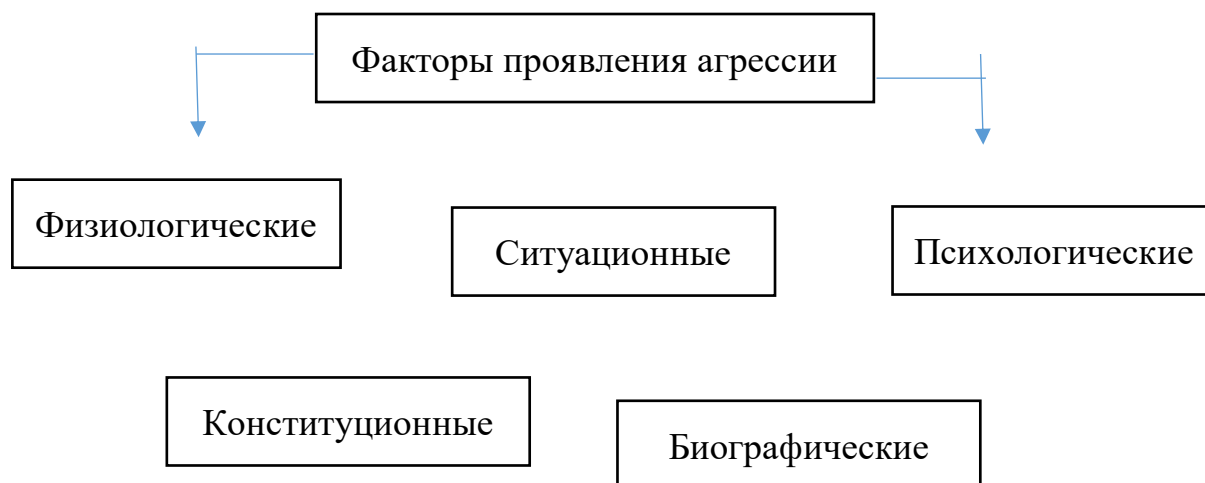 Факторы проявления агрессии
Физиологические
Ситуационные
Психологические
Конституционные
Биографические